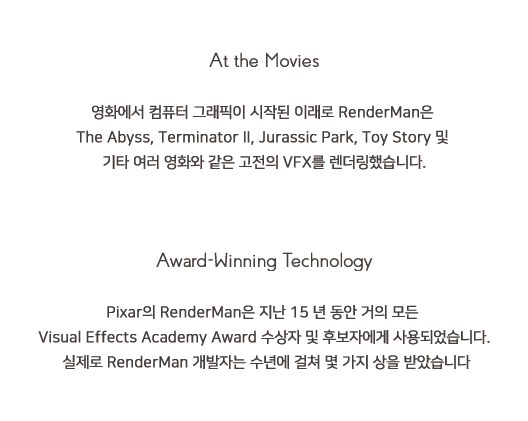 At the Movies
영화에서 컴퓨터 그래픽이 시작된 이래로 RenderMan은
The Abyss, Terminator II, Jurassic Park, Toy Story 및
기타 여러 영화와 같은 고전의 VFX를 렌더링했습니다.
Award-Winning Technology
Pixar의 RenderMan은 지난 15 년 동안 거의 모든
Visual Effects Academy Award 수상자 및 후보자에게 사용되었습니다.
실제로 RenderMan 개발자는 수년에 걸쳐 몇 가지 상을 받았습니다